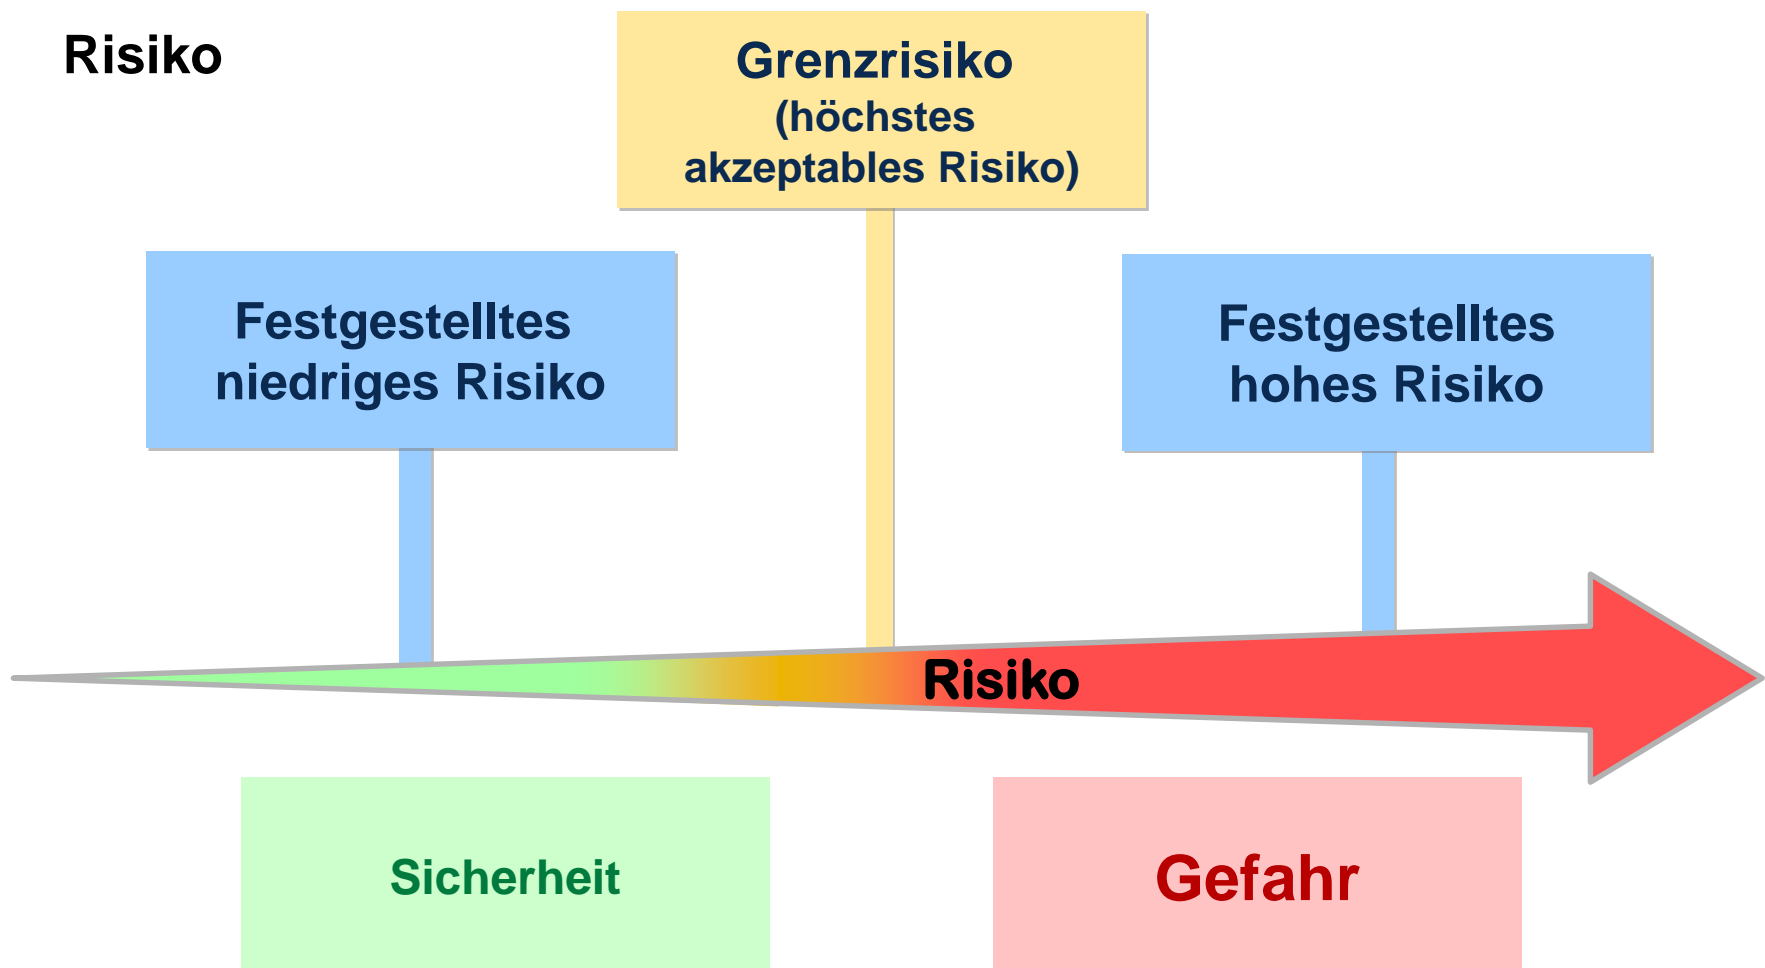 Risiko
Grenzrisiko
(höchstes
akzeptables Risiko)
Festgestelltes
niedriges Risiko
Festgestelltes
hohes Risiko
Risiko
Sicherheit
Gefahr